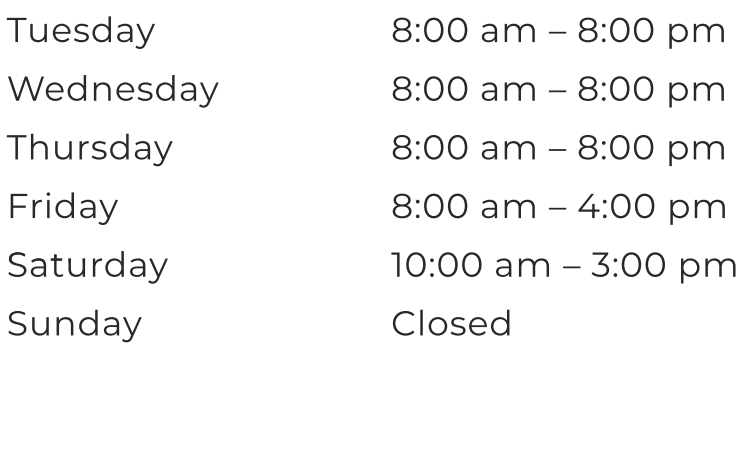 Tuesday 8:00 am – 8:00 pm
Wednesday 8:00 am – 8:00 pm
Thursday 8:00 am – 8:00 pm
Friday 8:00 am – 4:00 pm
Saturday 10:00 am – 3:00 pm
Sunday Closed